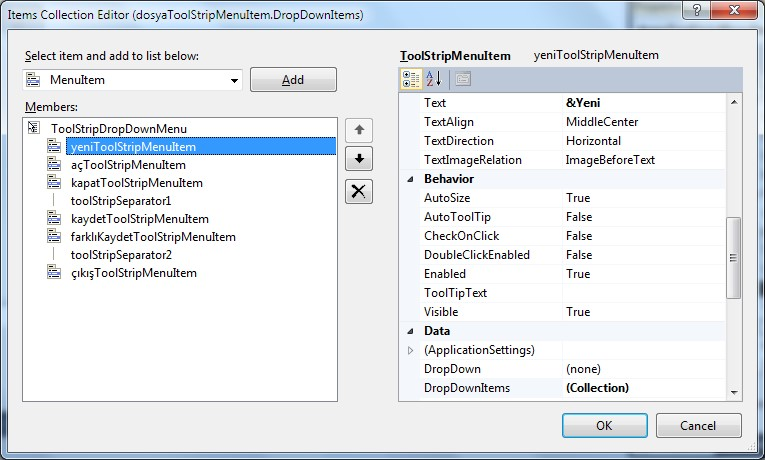 Items Collection Editor (dosyaToolStripMenuItem.DropDownItems)
Select item and add to list below:
MenuItem
Add
Members:
ToolStripDropDownMenu
yeniToolStripMenuItem
açToolStripMenuItem
kapatToolStripMenuItem
toolStripSeparator1
kaydetToolStripMenuItem
farklıKaydetToolStripMenuItem
toolStripSeparator2
çıkışToolStripMenuItem
ToolStripMenuItem yeniToolStripMenuItem
Text &Yeni
TextAlign MiddleCenter
TextDirection Horizontal
TextImageRelation ImageBeforeText
Behavior
AutoSize True
AutoToolTip False
CheckOnClick False
DoubleClickEnabled False
Enabled True
ToolTipText
Visible True
Data
(ApplicationSettings)
DropDown (none)
DropDownItems (Collection)
OK
Cancel